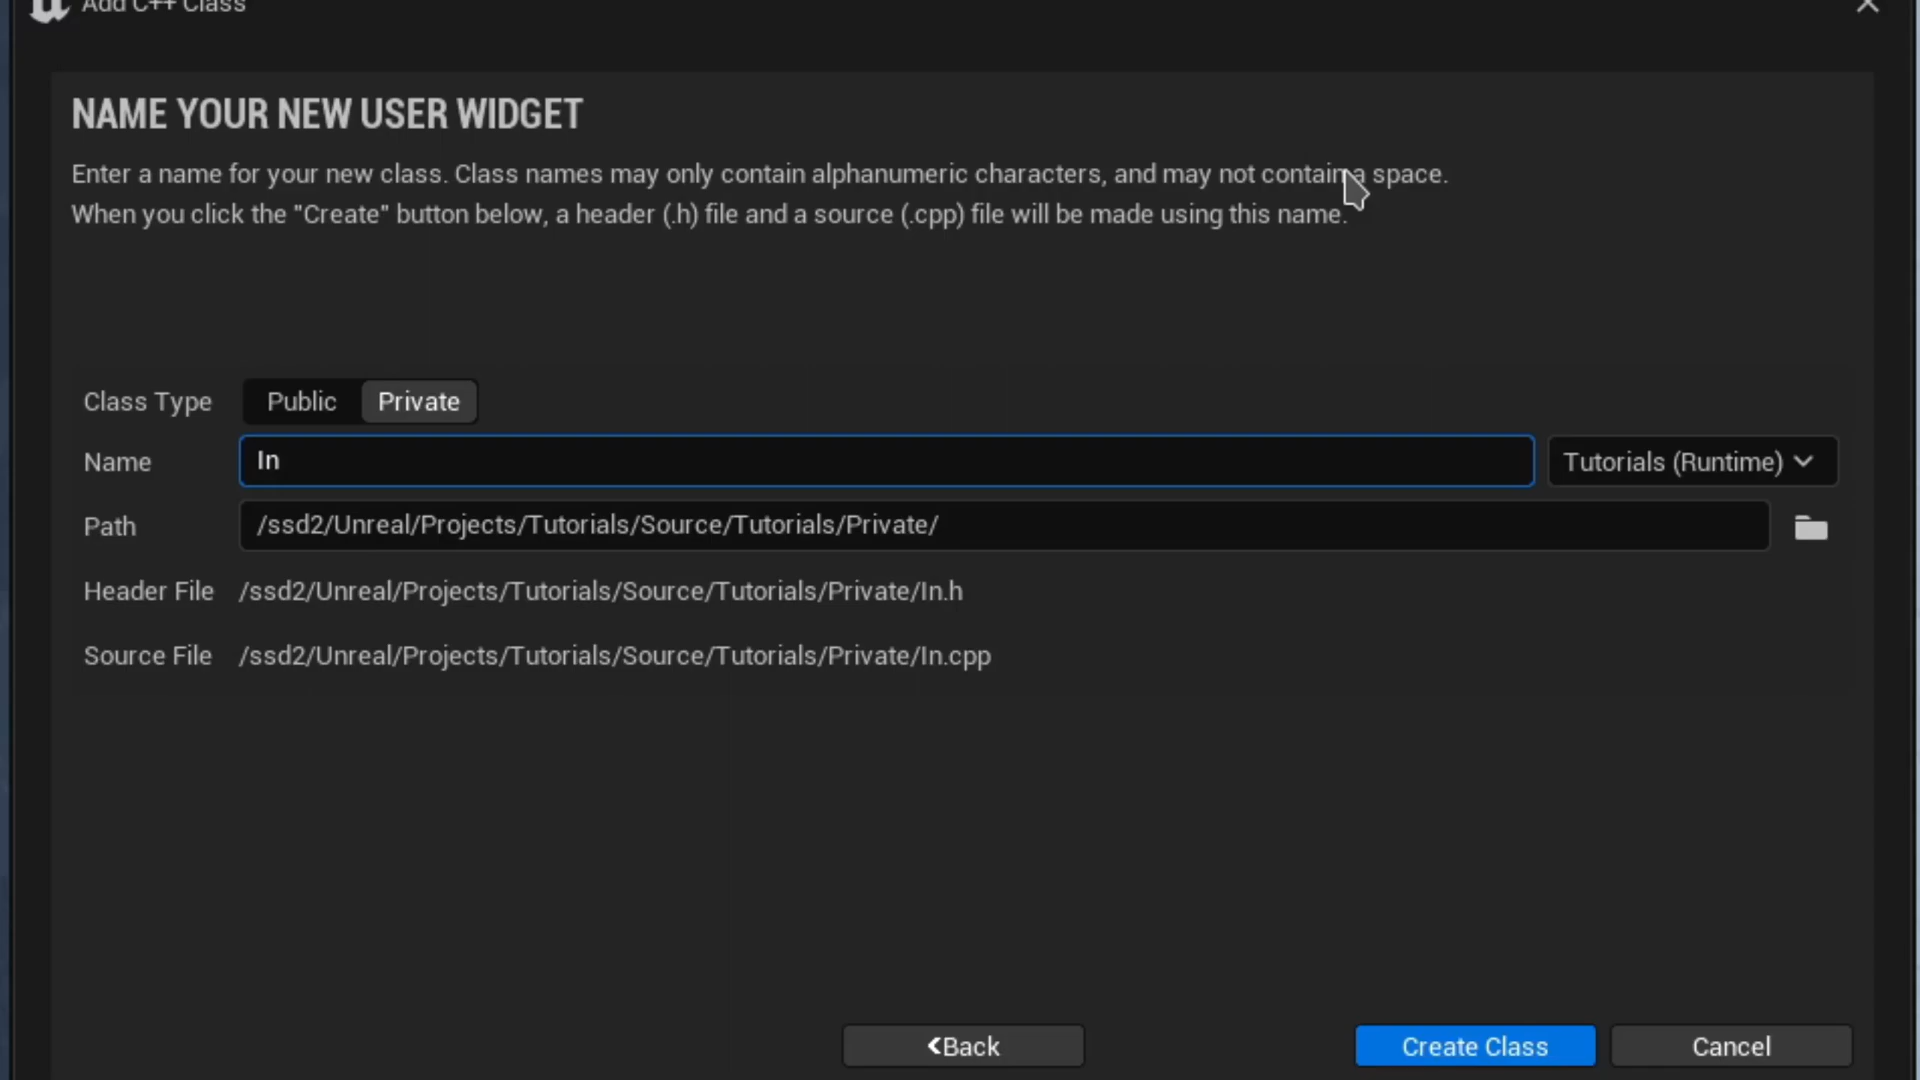 Add C++ Class
NAME YOUR NEW USER WIDGET
Enter a name for your new class. Class names may only contain alphanumeric characters, and may not contain a space.
When you click the "Create" button below, a header (.h) file and a source (.cpp) file will be made using this name.
Class Type Public Private
Name In Tutorials (Runtime)
Path /ssd2/Unreal/Projects/Tutorials/Source/Tutorials/Private/
Header File /ssd2/Unreal/Projects/Tutorials/Source/Tutorials/Private/In.h
Source File /ssd2/Unreal/Projects/Tutorials/Source/Tutorials/Private/In.cpp
Back Create Class Cancel